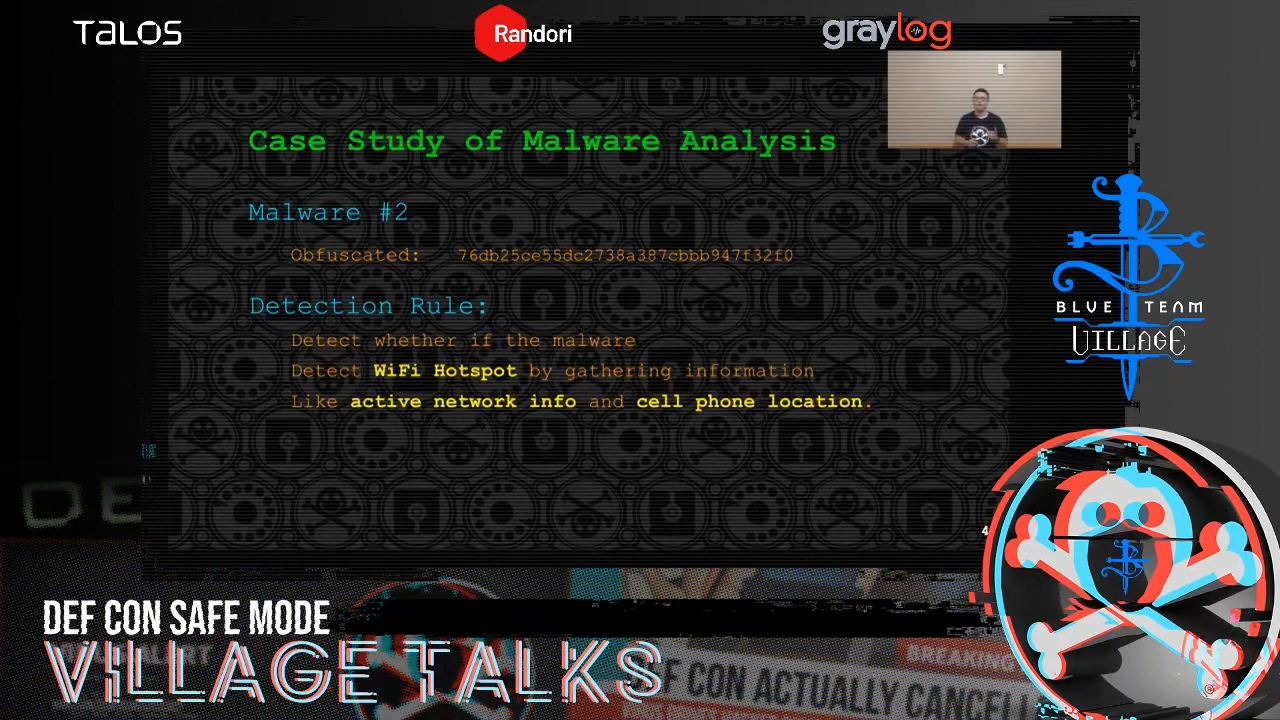 TALOS
Randori
graylog
Case Study of Malware Analysis
Malware #2
Obfuscated: 76db25ce55dc2738a387cbbb947f32f0
Detection Rule:
Detect whether if the malware
Detect WiFi Hotspot by gathering information
Like active network info and cell phone location.
4
BLUE TEAM
VILLAGE
DEF CON SAFE MODE
VILLAGE TALKS
BREAKING
DEF CON ACTUALLY